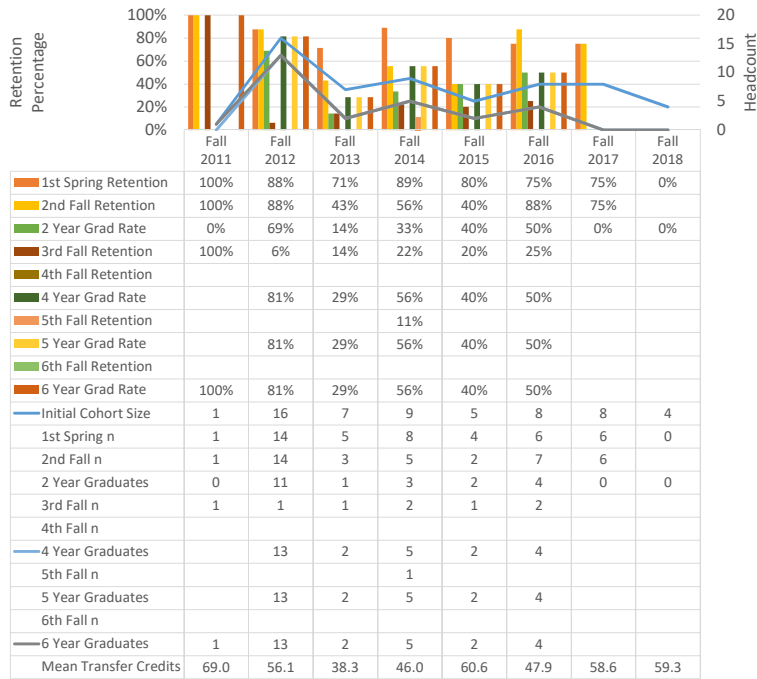 100% 20
80% 15
60% 10
40% 5
20% 0
0%
Retention
Percentage
Headcount
Fall 2011 Fall 2012 Fall 2013 Fall 2014 Fall 2015 Fall 2016 Fall 2017 Fall 2018
1st Spring Retention 100% 88% 71% 89% 80% 75% 75% 0%
2nd Fall Retention 100% 88% 43% 56% 40% 88% 75%
2 Year Grad Rate 0% 69% 14% 33% 40% 50% 0% 0%
3rd Fall Retention 100% 6% 14% 22% 20% 25%
4th Fall Retention
4 Year Grad Rate 81% 29% 56% 40% 50%
5th Fall Retention 11%
5 Year Grad Rate 81% 29% 56% 40% 50%
6th Fall Retention
6 Year Grad Rate 100% 81% 29% 56% 40% 50%
Initial Cohort Size 1 16 7 9 5 8 8 4
1st Spring n 1 14 5 8 4 6 6 0
2nd Fall n 1 14 3 5 2 7 6
2 Year Graduates 0 11 1 3 2 4 0 0
3rd Fall n 1 1 1 2 1 2
4th Fall n
4 Year Graduates 13 2 5 2 4
5th Fall n 1
5 Year Graduates 13 2 5 2 4
6th Fall n
6 Year Graduates 1 13 2 5 2 4
Mean Transfer Credits 69.0 56.1 38.3 46.0 60.6 47.9 58.6 59.3